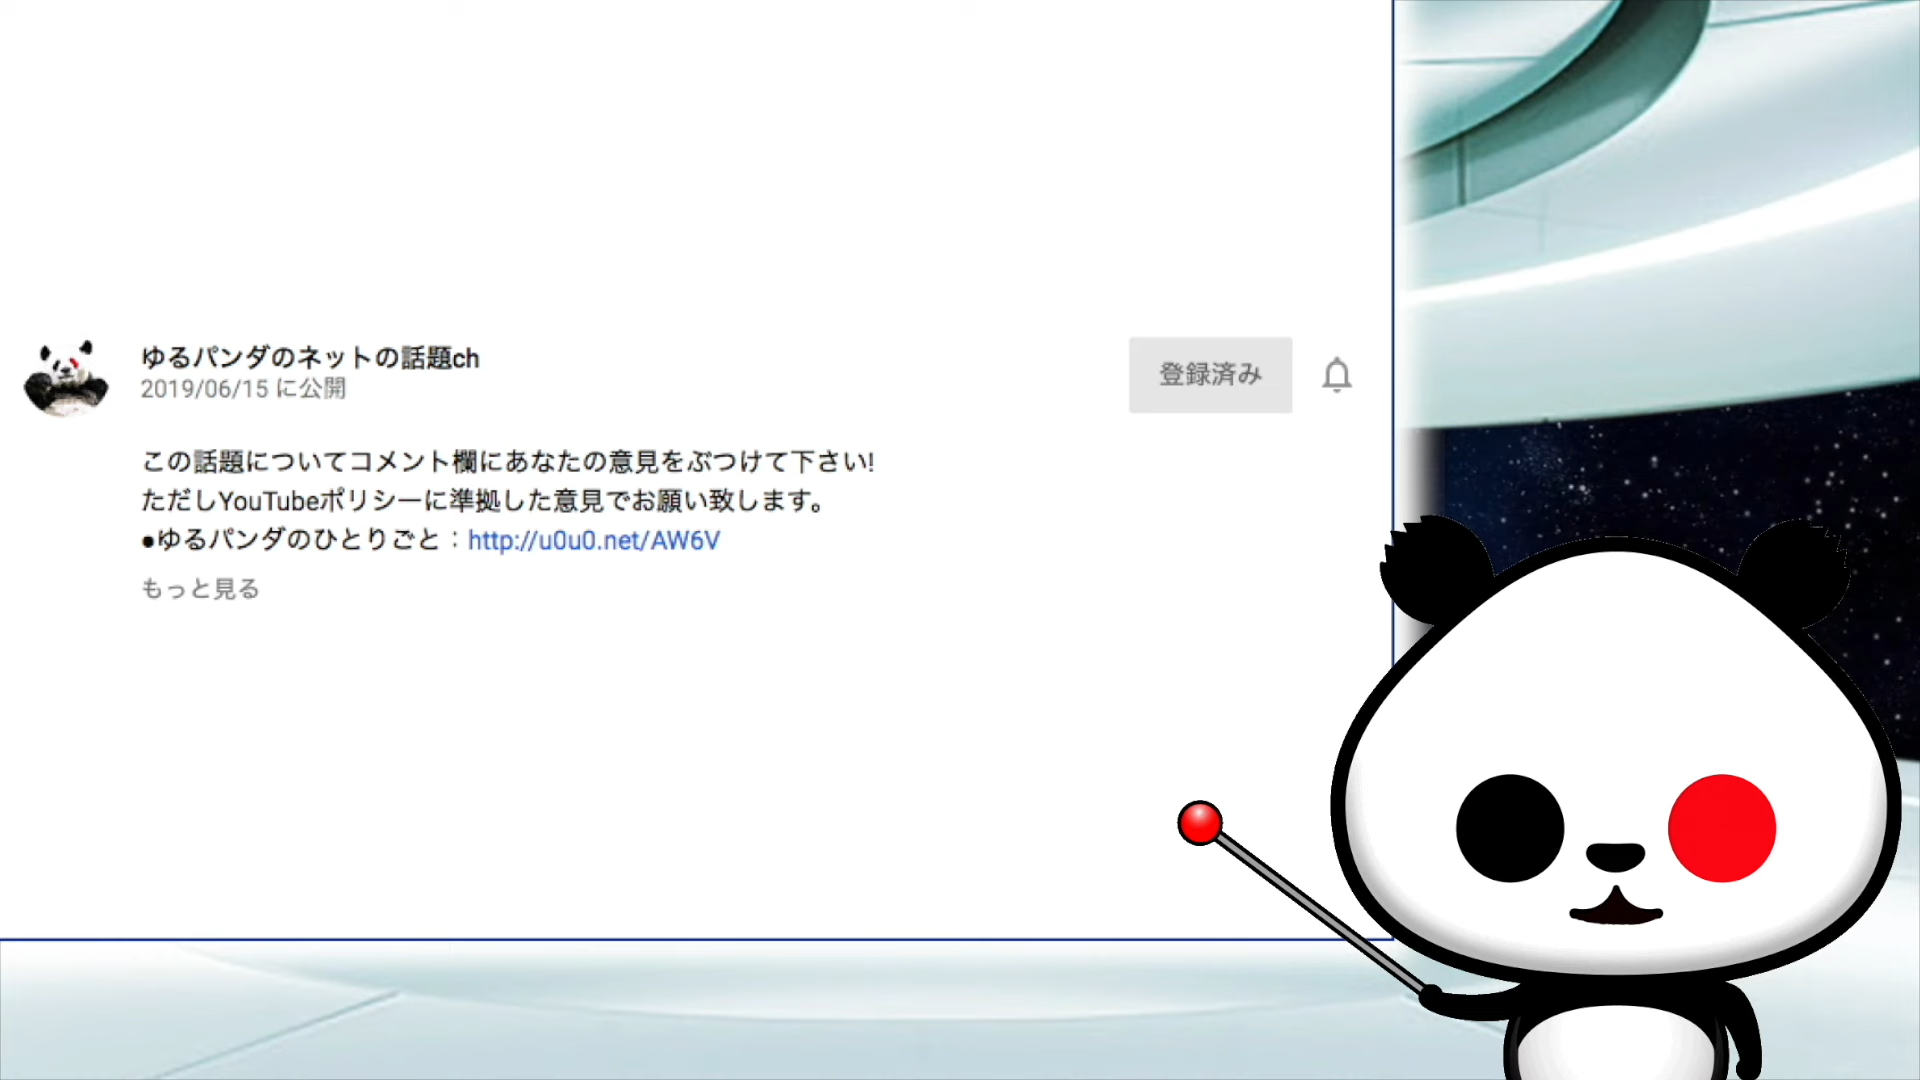 ゆるパンダのネットの話題ch
2019/06/15 に公開
登録済み
この話題についてコメント欄にあなたの意見をぶつけて下さい!
ただしYouTubeポリシーに準拠した意見でお願い致します。
●ゆるパンダのひとりごと：http://u0u0.net/AW6V
もっと見る